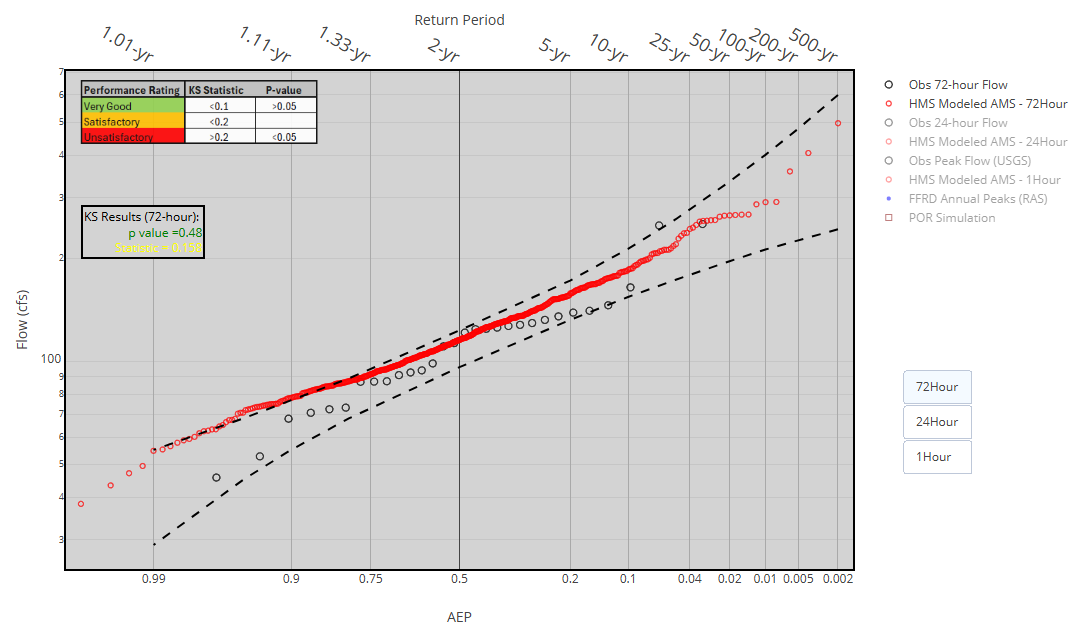 Return Period
1.01-yr 1.11-yr 1.33-yr 2-yr 5-yr 10-yr 25-yr 50-yr 100-yr 200-yr 500-yr
Performance Rating KS Statistic P-value
Very Good <0.1 >0.05
Satisfactory <0.2
Unsatisfactory >0.2 <0.05
KS Results (72-hour):
p value =0.48
Statistic = 0.158
7
6
5
4
3
2
100
9
8
7
6
5
4
3
Flow (cfs)
0.99 0.9 0.75 0.5 0.2 0.1 0.04 0.02 0.01 0.005 0.002
AEP
Obs 72-hour Flow
HMS Modeled AMS - 72Hour
Obs 24-hour Flow
HMS Modeled AMS - 24Hour
Obs Peak Flow (USGS)
HMS Modeled AMS - 1Hour
FFRD Annual Peaks (RAS)
POR Simulation
72Hour
24Hour
1Hour